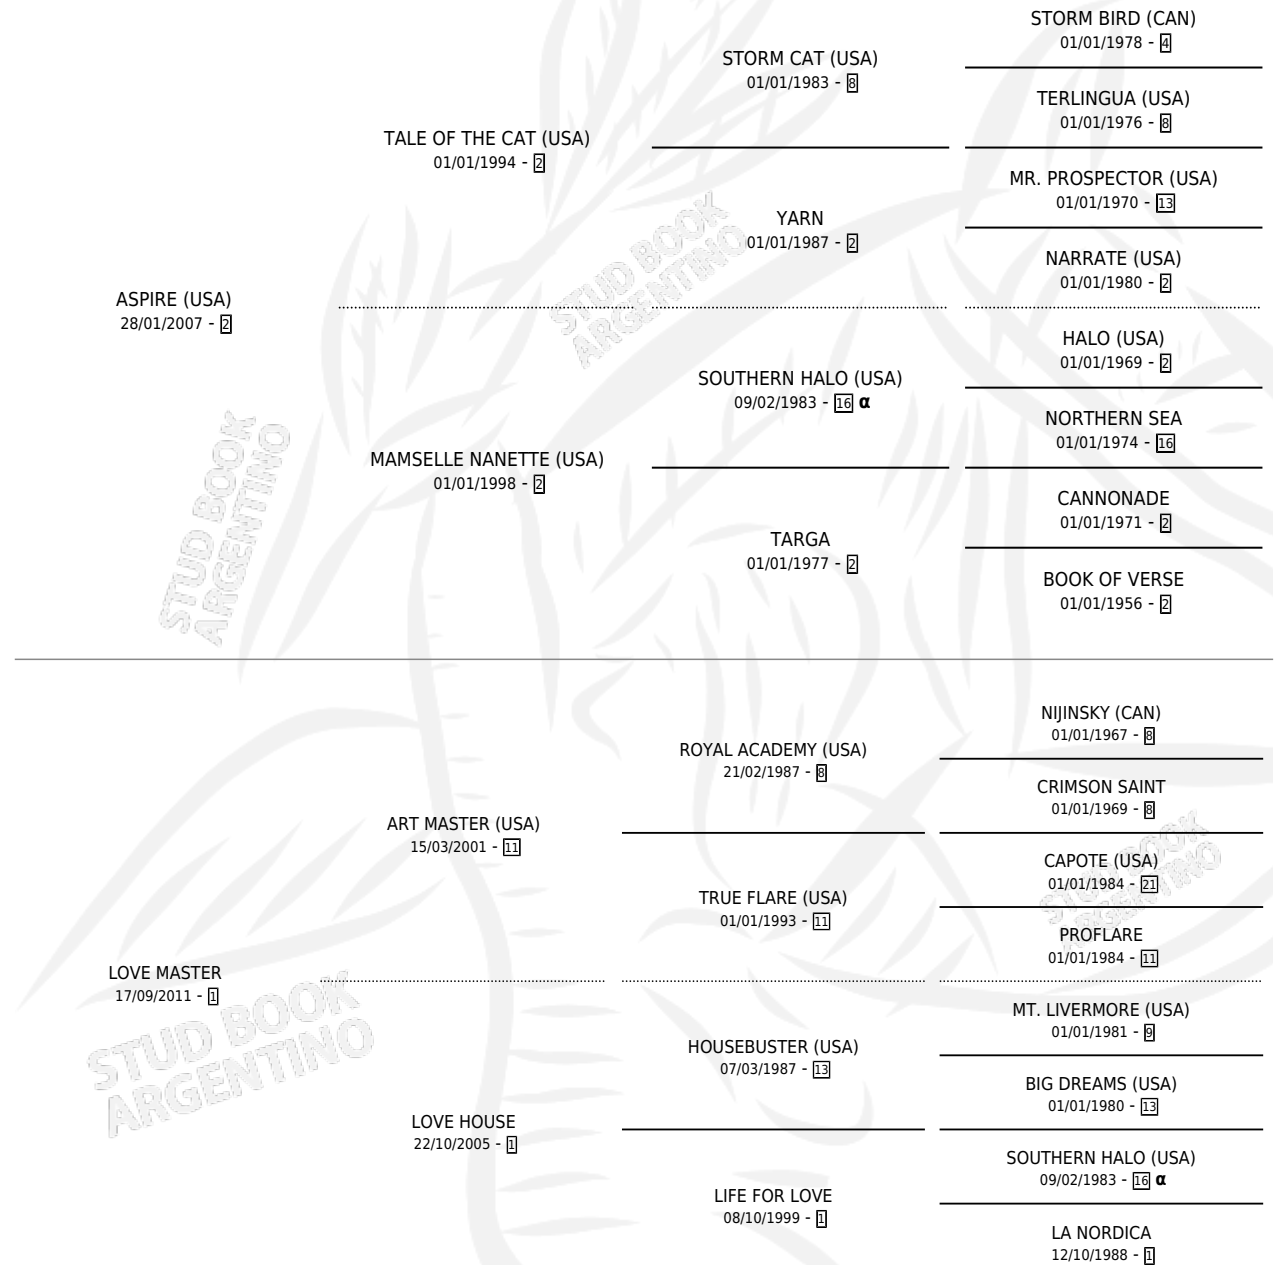 STORM BIRD (CAN)
01/01/1978 - 4
STORM CAT (USA)
01/01/1983 - 8
TERLINGUA (USA)
01/01/1976 - 8
TALE OF THE CAT (USA)
01/01/1994 - 2
MR. PROSPECTOR (USA)
01/01/1970 - 13
YARN
01/01/1987 - 2
NARRATE (USA)
01/01/1980 - 2
ASPIRE (USA)
28/01/2007 - 2
HALO (USA)
01/01/1969 - 2
SOUTHERN HALO (USA)
09/02/1983 - 16 α
NORTHERN SEA
01/01/1974 - 16
MAMSELLE NANETTE (USA)
01/01/1998 - 2
CANNONADE
01/01/1971 - 2
TARGA
01/01/1977 - 2
BOOK OF VERSE
01/01/1956 - 2
NIJINSKY (CAN)
01/01/1967 - 8
ROYAL ACADEMY (USA)
21/02/1987 - 8
CRIMSON SAINT
01/01/1969 - 8
ART MASTER (USA)
15/03/2001 - 11
CAPOTE (USA)
01/01/1984 - 21
TRUE FLARE (USA)
01/01/1993 - 11
PROFLARE
01/01/1984 - 11
LOVE MASTER
17/09/2011 - 1
MT. LIVERMORE (USA)
01/01/1981 - 9
HOUSEBUSTER (USA)
07/03/1987 - 13
BIG DREAMS (USA)
01/01/1980 - 13
LOVE HOUSE
22/10/2005 - 1
SOUTHERN HALO (USA)
09/02/1983 - 16 α
LIFE FOR LOVE
08/10/1999 - 1
LA NORDICA
12/10/1988 - 1
STUD BOOK
ARGENTINO
STUD BOOK
ARGENTINO
STUD BOOK
ARGENTINO
STUD BOOK
ARGENTINO